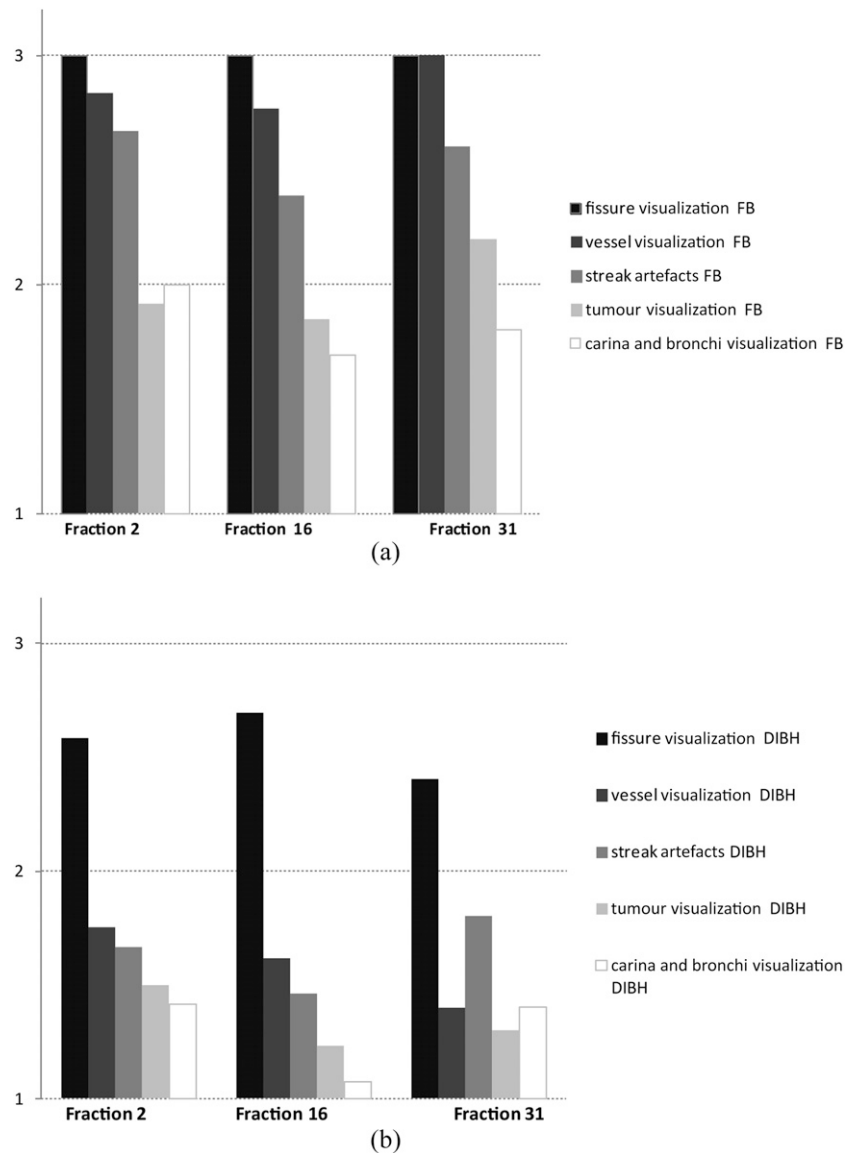 3
2
1
Fraction 2
Fraction 16
Fraction 31
fissure visualization FB
vessel visualization FB
streak artefacts FB
tumour visualization FB
carina and bronchi visualization FB
(a)
3
2
1
Fraction 2
Fraction 16
Fraction 31
fissure visualization DIBH
vessel visualization DIBH
streak artefacts DIBH
tumour visualization DIBH
carina and bronchi visualization
DIBH
(b)